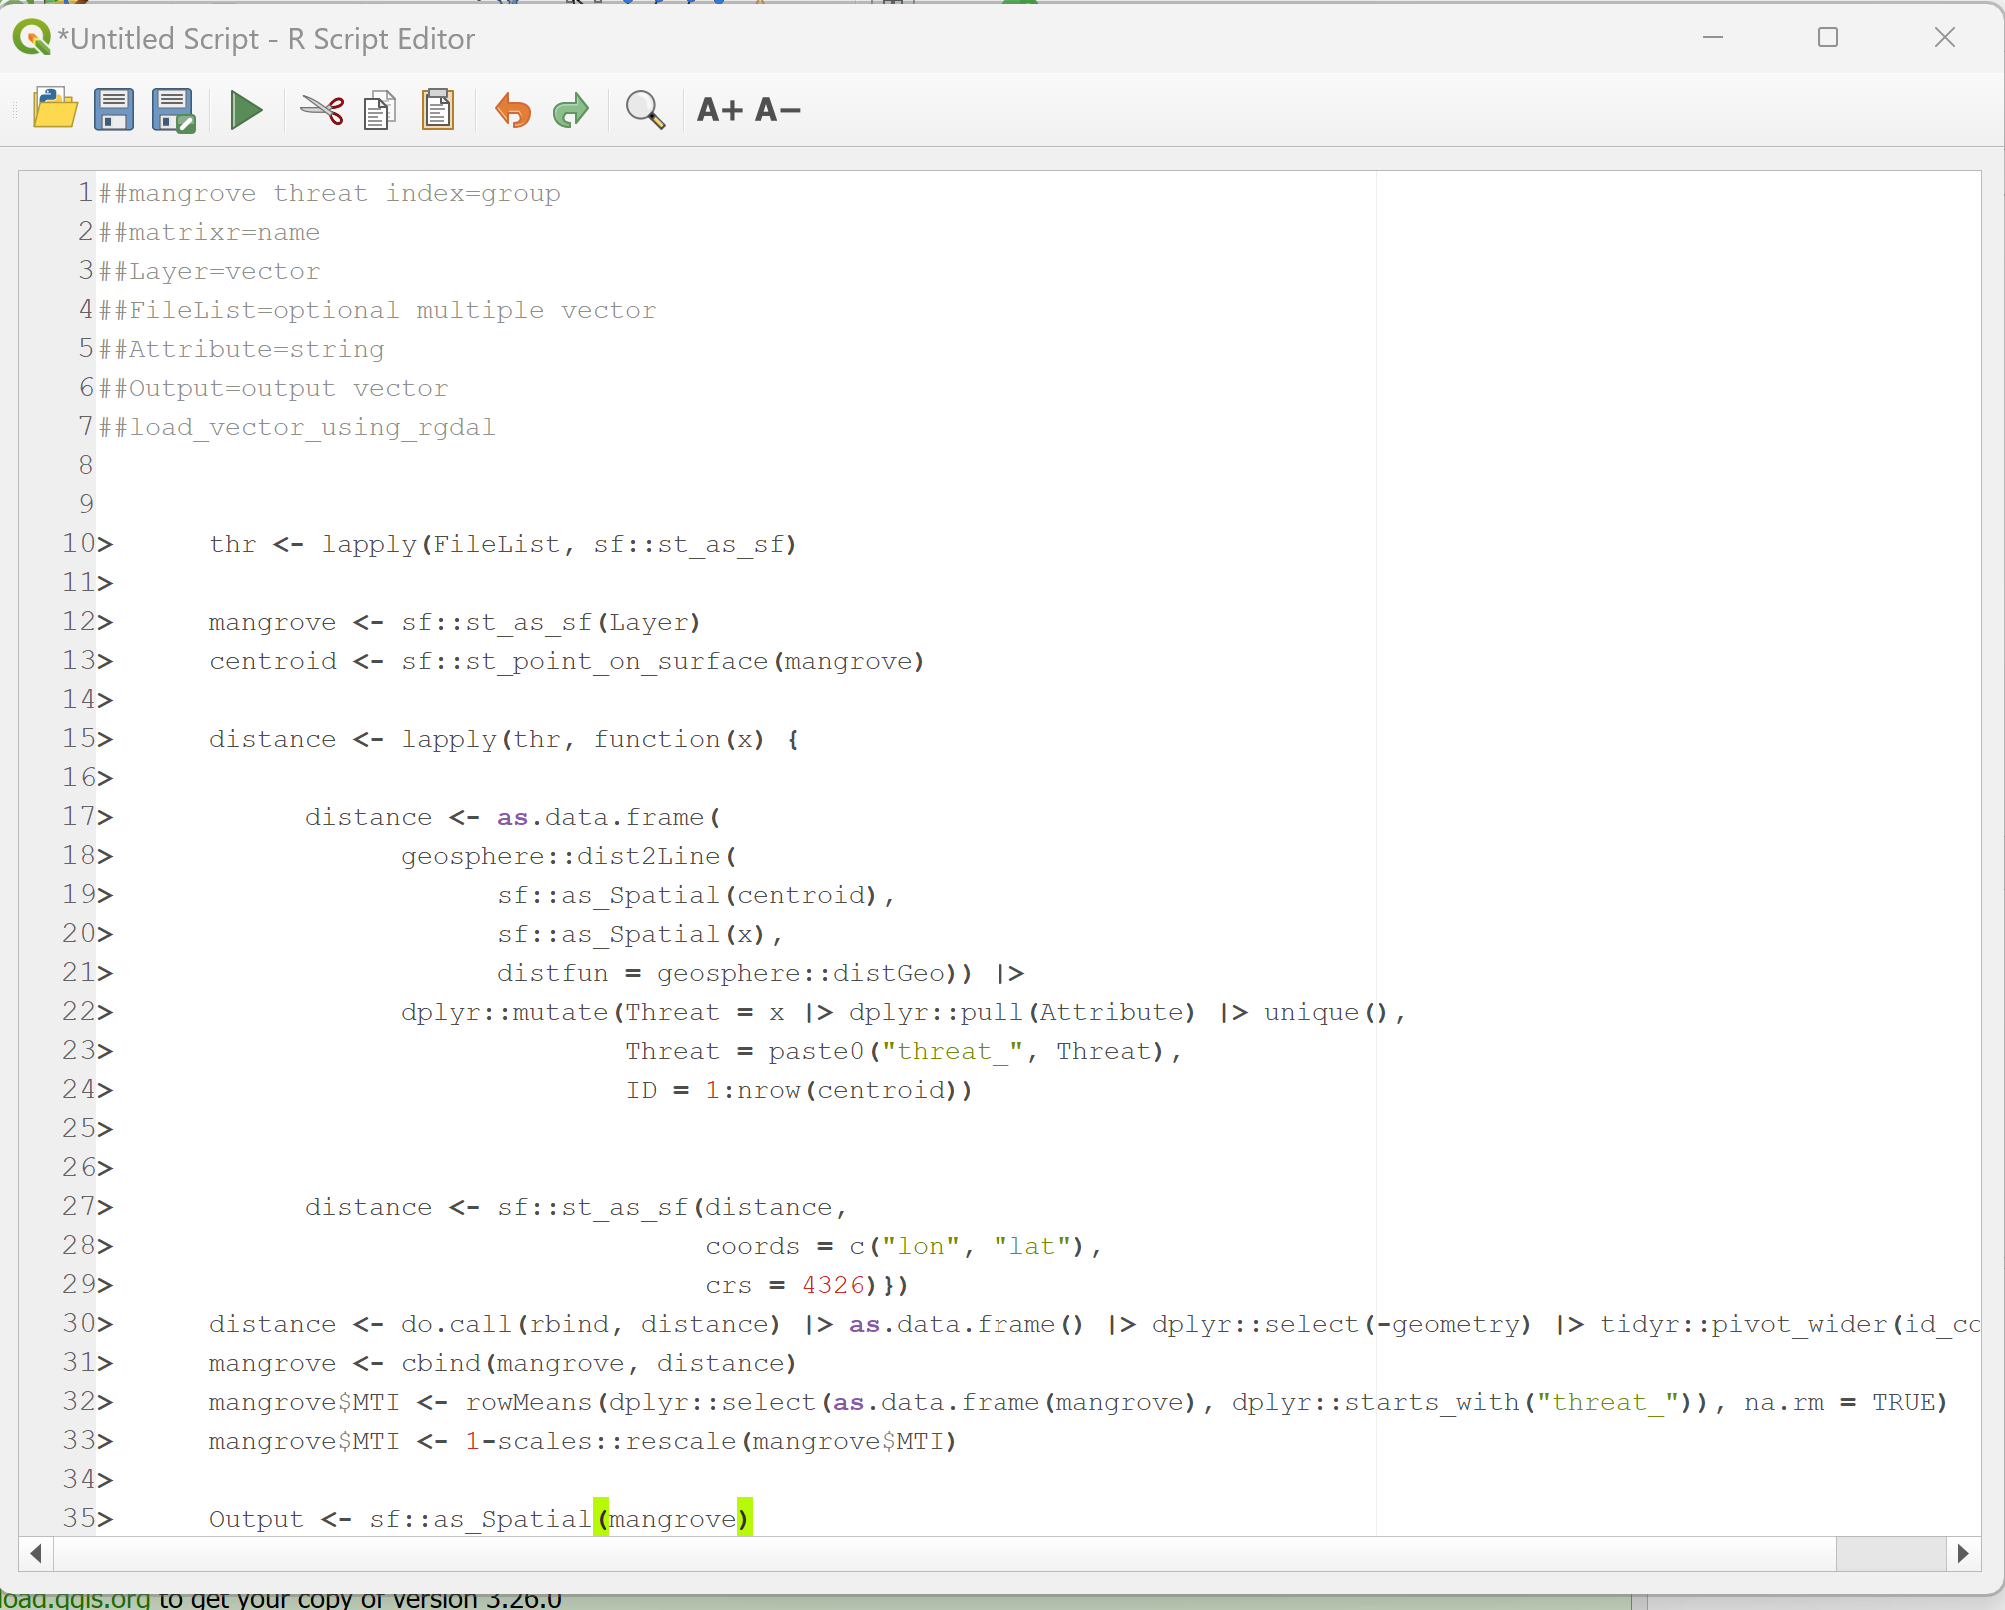 *Untitled Script - R Script Editor
A+ A-
1 ##mangrove threat index=group
2 ##matrixr=name
3 ##Layer=vector
4 ##FileList=optional multiple vector
5 ##Attribute=string
6 ##Output=output vector
7 ##load_vector_using_rgdal
8
9
10 > thr <- lapply(FileList, sf::st_as_sf)
11 >
12 > mangrove <- sf::st_as_sf(Layer)
13 > centroid <- sf::st_point_on_surface(mangrove)
14 >
15 > distance <- lapply(thr, function(x) {
16 >
17 > distance <- as.data.frame(
18 > geosphere::dist2Line(
19 > sf::as_Spatial(centroid),
20 > sf::as_Spatial(x),
21 > distfun = geosphere::distGeo)) |>
22 > dplyr::mutate(Threat = x |> dplyr::pull(Attribute) |> unique(),
23 > Threat = paste0("threat_", Threat),
24 > ID = 1:nrow(centroid))
25 >
26 >
27 > distance <- sf::st_as_sf(distance,
28 > coords = c("lon", "lat"),
29 > crs = 4326)})
30 > distance <- do.call(rbind, distance) |> as.data.frame() |> dplyr::select(-geometry) |> tidyr::pivot_wider(id_co
31 > mangrove <- cbind(mangrove, distance)
32 > mangrove$MTI <- rowMeans(dplyr::select(as.data.frame(mangrove), dplyr::starts_with("threat_")), na.rm = TRUE)
33 > mangrove$MTI <- 1-scales::rescale(mangrove$MTI)
34 >
35 > Output <- sf::as_Spatial(mangrove)
load.qgis.org to get your copy of version 3.26.0